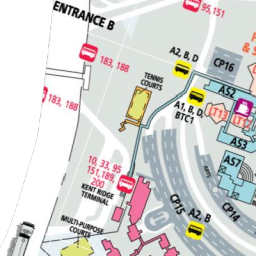 95,151
ENTRANCE B
183, 188
A2, B, D
CP16
AS2
183, 188
TENNIS
COURTS
A1, B, D
BTC1
LT13
AS3
AS7
10, 33, 95
151,189,
200
KENT RIDGE
TERMINAL
CP15
A2, B
CP14
MULTI-PURPOSE
COURTS